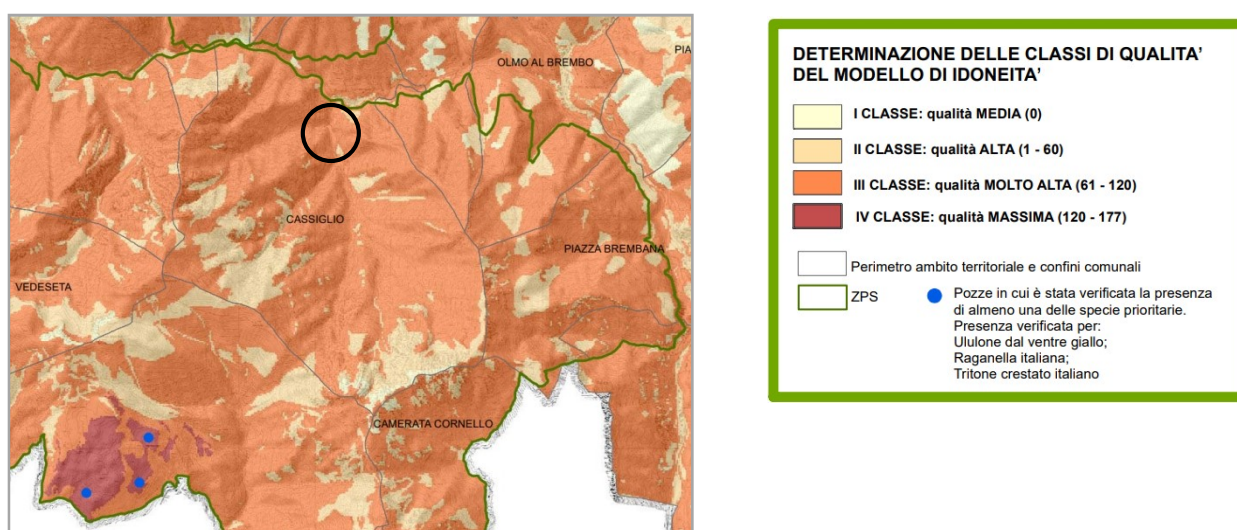 PIA
OLMO AL BREMBO
CASSIGLIO
PIAZZA BREMBANA
VEDESETA
CAMERATA CORNELLO
DETERMINAZIONE DELLE CLASSI DI QUALITA'
DEL MODELLO DI IDONEITA'
I CLASSE: qualità MEDIA (0)
II CLASSE: qualità ALTA (1 - 60)
III CLASSE: qualità MOLTO ALTA (61 - 120)
IV CLASSE: qualità MASSIMA (120 - 177)
Perimetro ambito territoriale e confini comunali
ZPS
Pozze in cui è stata verificata la presenza
di almeno una delle specie prioritarie.
Presenza verificata per:
Ululone dal ventre giallo;
Raganella italiana;
Tritone crestato italiano